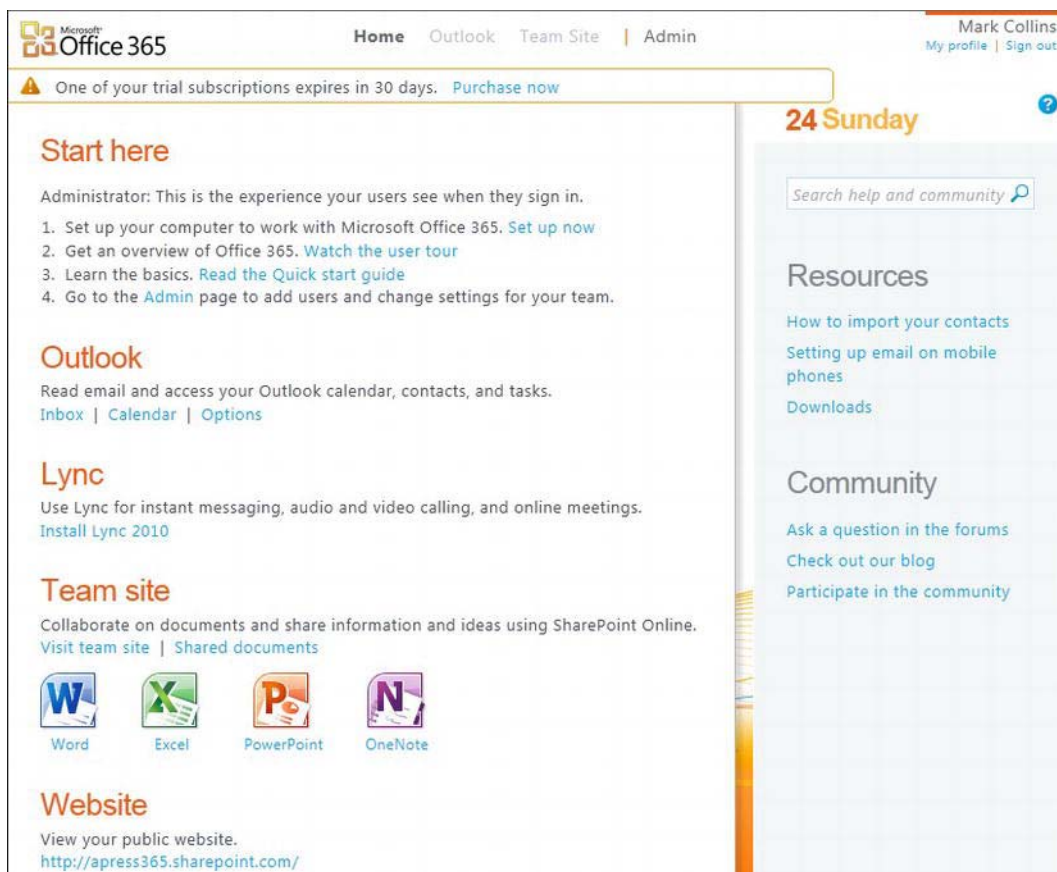 Microsoft®
Office 365
Home Outlook Team Site | Admin
Mark Collins
My profile | Sign out
One of your trial subscriptions expires in 30 days. Purchase now
Start here
Administrator: This is the experience your users see when they sign in.
1. Set up your computer to work with Microsoft Office 365. Set up now
2. Get an overview of Office 365. Watch the user tour
3. Learn the basics. Read the Quick start guide
4. Go to the Admin page to add users and change settings for your team.
Outlook
Read email and access your Outlook calendar, contacts, and tasks.
Inbox | Calendar | Options
Lync
Use Lync for instant messaging, audio and video calling, and online meetings.
Install Lync 2010
Team site
Collaborate on documents and share information and ideas using SharePoint Online.
Visit team site | Shared documents
W X P N
Word Excel PowerPoint OneNote
Website
View your public website.
http://apress365.sharepoint.com/
?
24 Sunday
Search help and community
Resources
How to import your contacts
Setting up email on mobile
phones
Downloads
Community
Ask a question in the forums
Check out our blog
Participate in the community